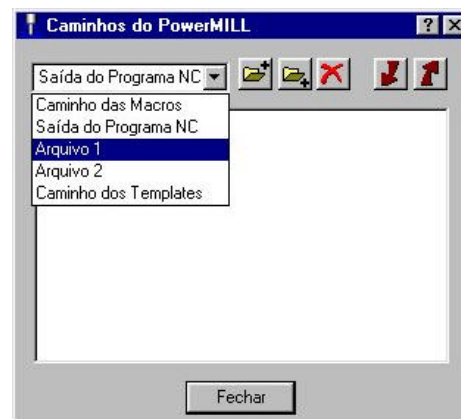 Caminhos do PowerMILL
Saída do Programa NC
Caminho das Macros
Saída do Programa NC
Arquivo 1
Arquivo 2
Caminho dos Templates
Fechar